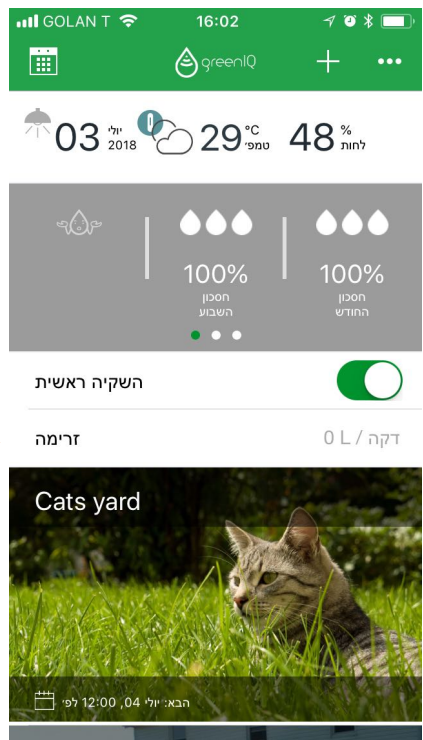 GOLAN T 16:02
greenIQ
03 יולי 2018 29 °C טמפ׳ 48 % לחות
100% 100%
חסכון חסכון
השבוע החודש
השקיה ראשית
זרימה 0 L / דקה
Cats yard
הבא: יולי 04, 12:00 לפי